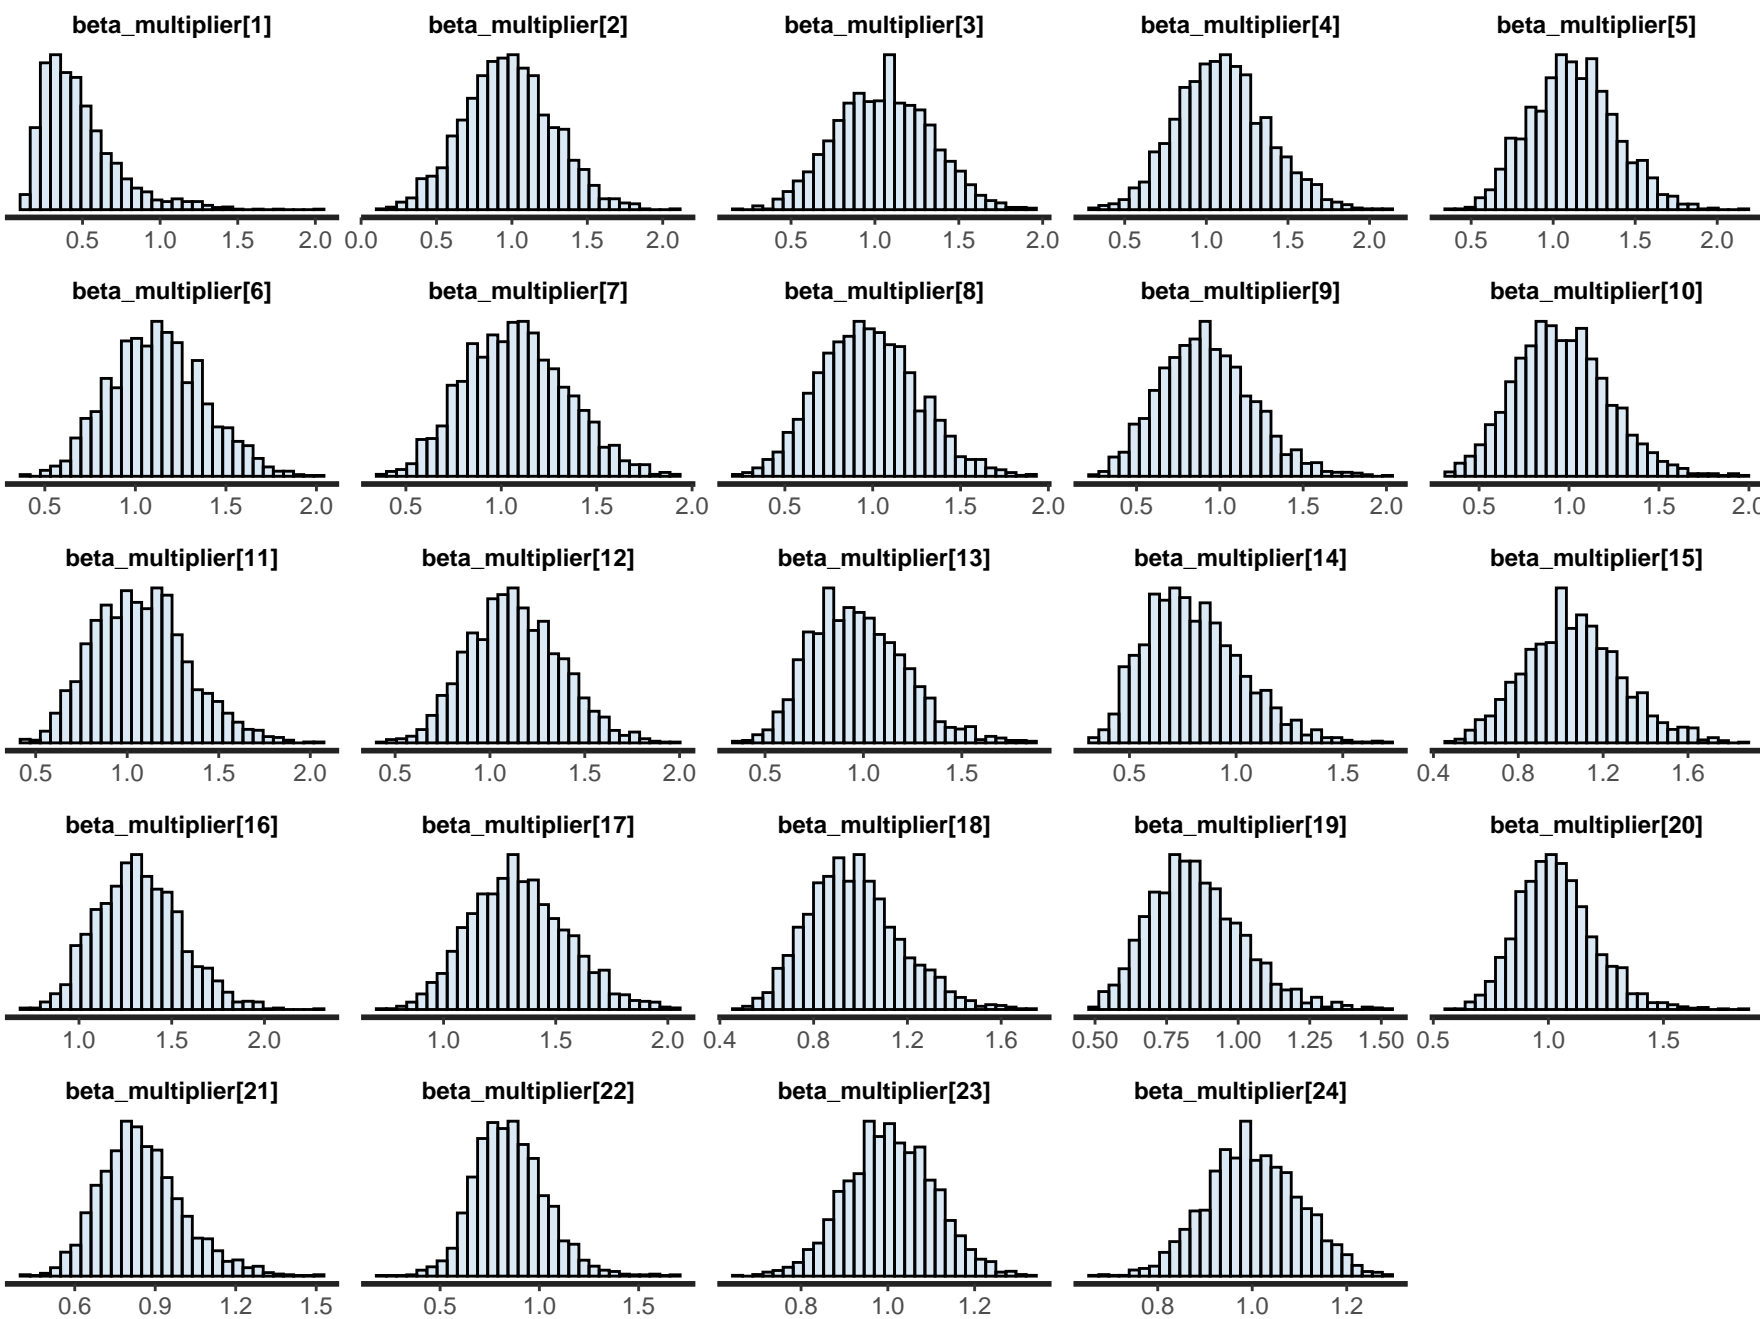 beta_multiplier[1] beta_multiplier[2] beta_multiplier[3] beta_multiplier[4] beta_multiplier[5]
0.5 1.0 1.5 2.0 0.0 0.5 1.0 1.5 2.0 0.5 1.0 1.5 2.0 0.5 1.0 1.5 2.0 0.5 1.0 1.5 2.0
beta_multiplier[6] beta_multiplier[7] beta_multiplier[8] beta_multiplier[9] beta_multiplier[10]
0.5 1.0 1.5 2.0 0.5 1.0 1.5 2.0 0.5 1.0 1.5 2.0 0.5 1.0 1.5 2.0 0.5 1.0 1.5 2.0
beta_multiplier[11] beta_multiplier[12] beta_multiplier[13] beta_multiplier[14] beta_multiplier[15]
0.5 1.0 1.5 2.0 0.5 1.0 1.5 2.0 0.5 1.0 1.5 0.5 1.0 1.5 0.4 0.8 1.2 1.6
beta_multiplier[16] beta_multiplier[17] beta_multiplier[18] beta_multiplier[19] beta_multiplier[20]
1.0 1.5 2.0 1.0 1.5 2.0 0.4 0.8 1.2 1.6 0.50 0.75 1.00 1.25 1.50 0.5 1.0 1.5
beta_multiplier[21] beta_multiplier[22] beta_multiplier[23] beta_multiplier[24]
0.6 0.9 1.2 1.5 0.5 1.0 1.5 0.8 1.0 1.2 0.8 1.0 1.2